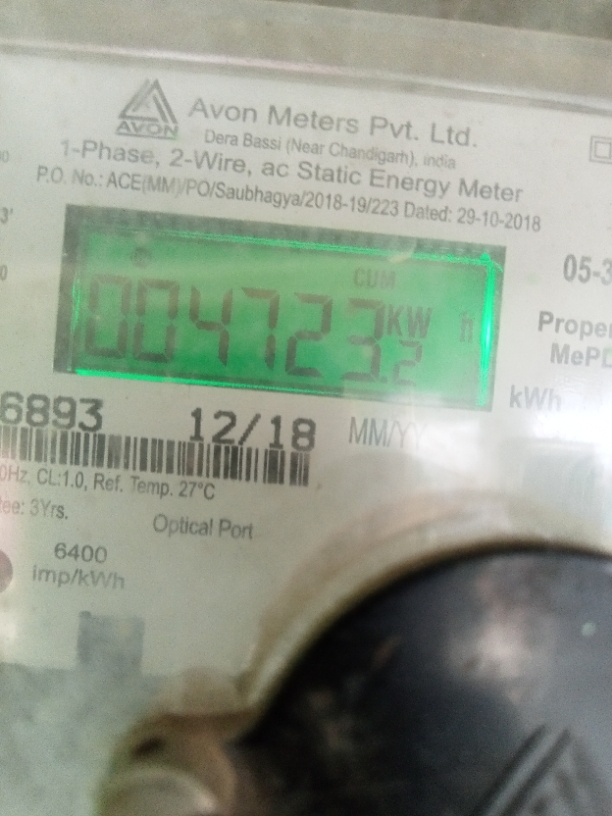 AVON
Avon Meters Pvt. Ltd.
Dera Bassi (Near Chandigarh), india
1-Phase, 2-Wire, ac Static Energy Meter
P.O. No.: ACE(MM)/PO/Saubhagya/2018-19/223 Dated: 29-10-2018
CUM
004723.2 KW h
05-3
Proper
MePD
kWh
6893 12/18 MM/YY
0Hz, CL:1.0, Ref. Temp. 27°C
tee: 3Yrs.
Optical Port
6400
imp/kWh